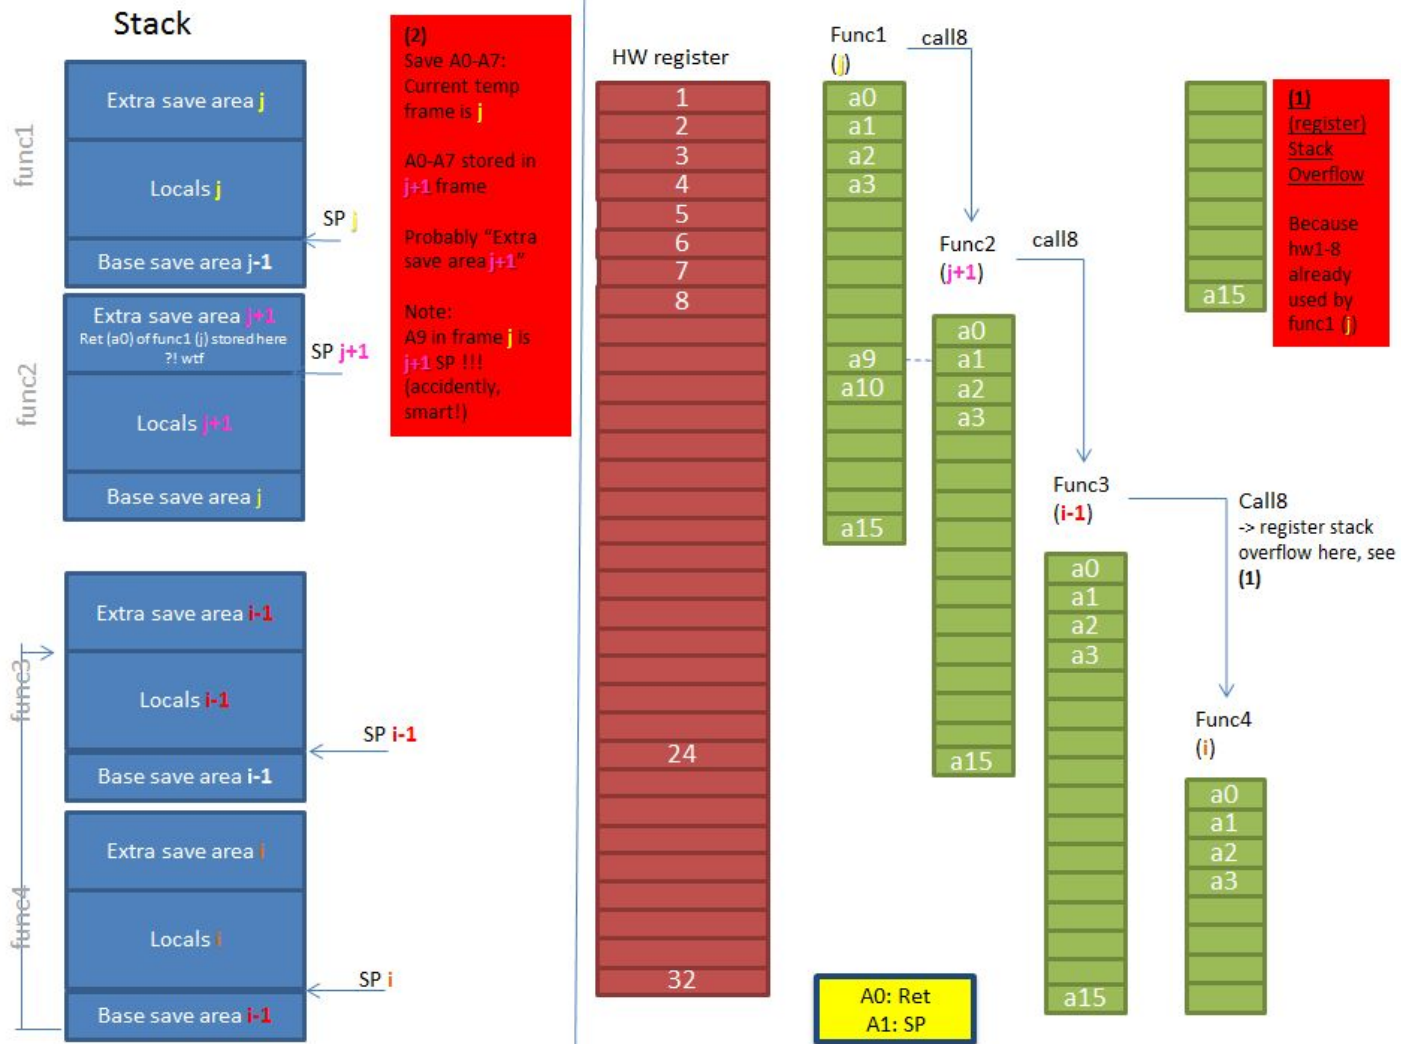 Stack
func1
Extra save area j
Locals j
SP j
Base save area j-1
func2
Extra save area j+1
Ret (a0) of func1 (j) stored here
?! wtf
SP j+1
Locals j+1
Base save area j
func3
Extra save area i-1
Locals i-1
SP i-1
Base save area i-1
func4
Extra save area i
Locals i
SP i
Base save area i-1
(2)
Save A0-A7:
Current temp
frame is j
A0-A7 stored in
j+1 frame
Probably “Extra
save area j+1”
Note:
A9 in frame j is
j+1 SP !!!
(accidently,
smart!)
HW register
1
2
3
4
5
6
7
8
24
32
Func1
(j)
call8
a0
a1
a2
a3
a9
a10
a15
Func2
(j+1)
call8
a0
a1
a2
a3
a15
Func3
(i-1)
Call8
-> register stack
overflow here, see
(1)
a0
a1
a2
a3
a15
Func4
(i)
a0
a1
a2
a3
a15
(1)
(register)
Stack
Overflow
Because
hw1-8
already
used by
func1 (j)
A0: Ret
A1: SP